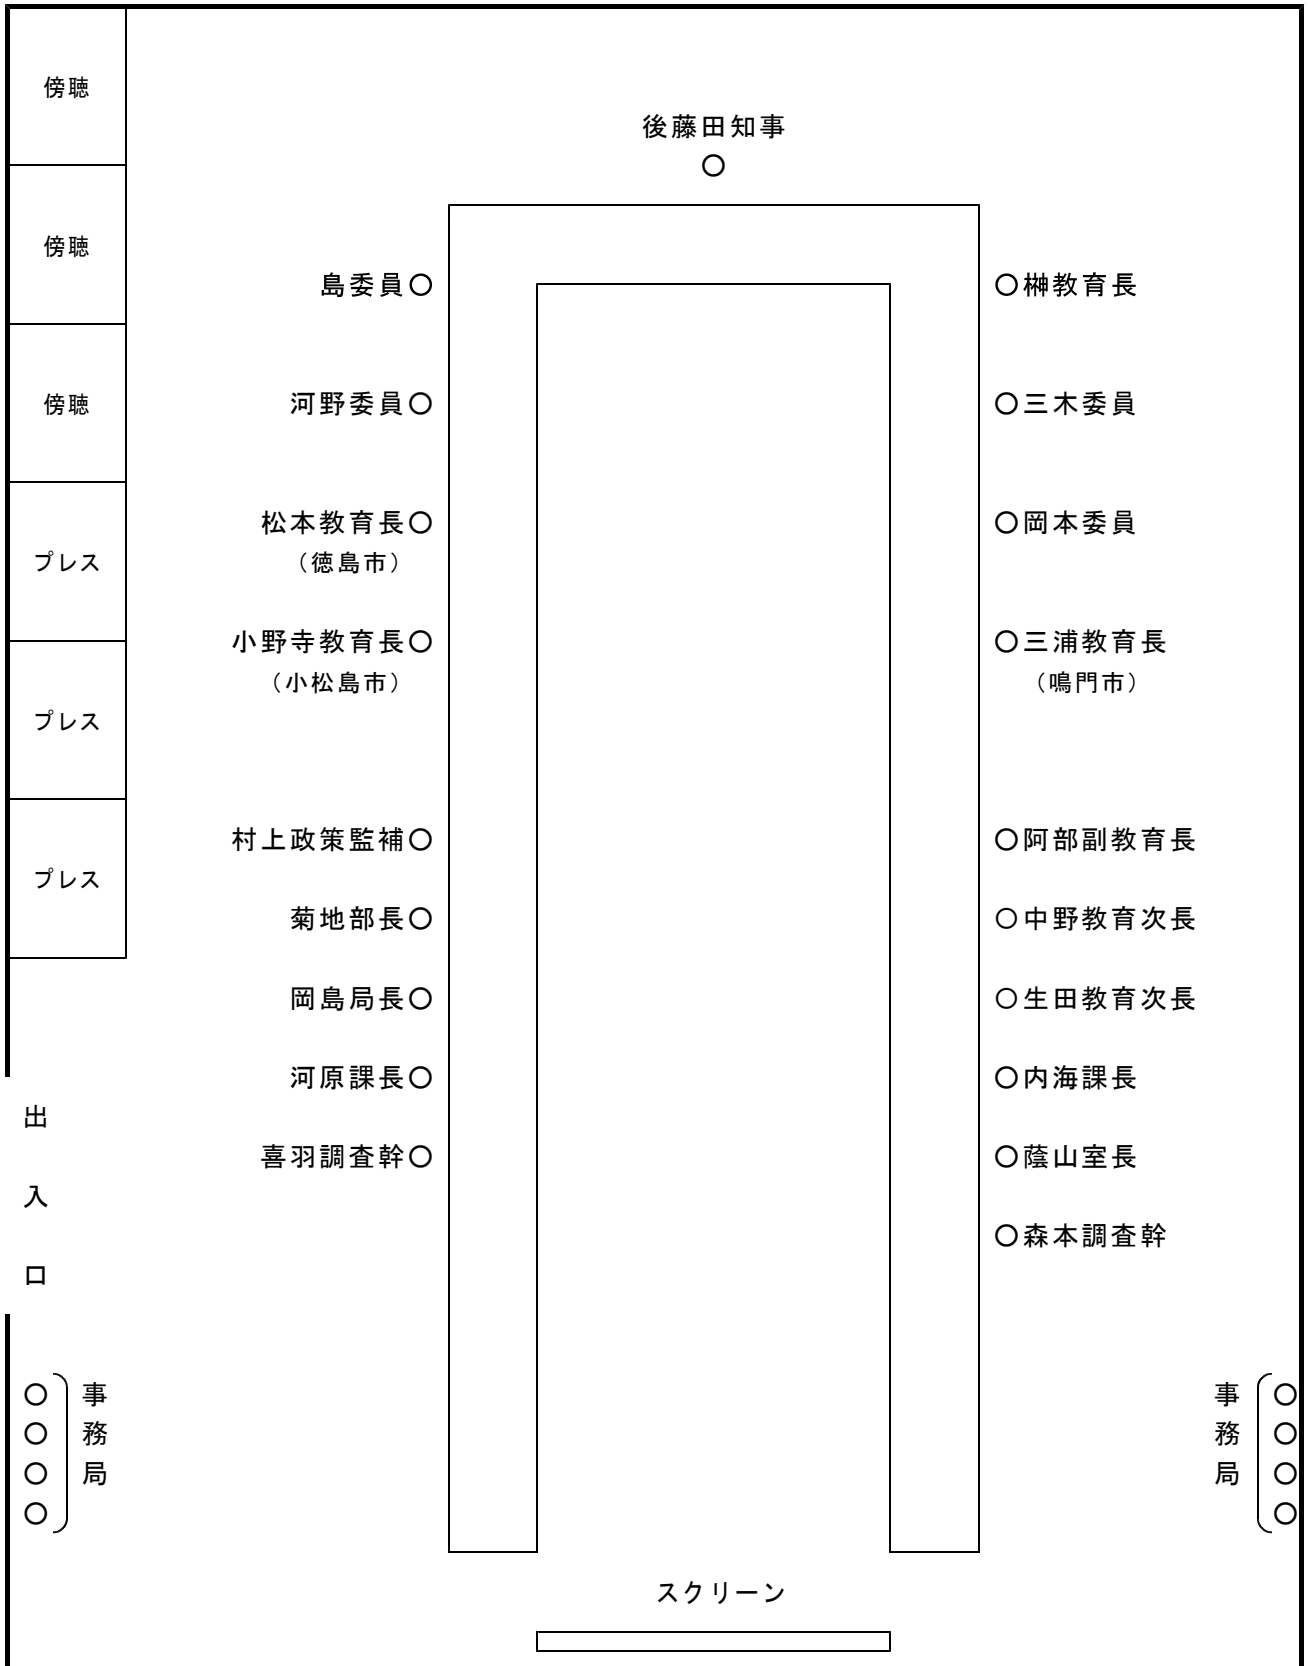 傍聴
傍聴
傍聴
プレス
プレス
プレス
後藤田知事
○
島委員○
河野委員○
松本教育長○
（徳島市）
小野寺教育長○
（小松島市）
村上政策監補○
菊地部長○
岡島局長○
河原課長○
喜羽調査幹○
○榊教育長
○三木委員
○岡本委員
○三浦教育長
（鳴門市）
○阿部副教育長
○中野教育次長
○生田教育次長
○内海課長
○蔭山室長
○森本調査幹
出入口
事務局
事務局
スクリーン